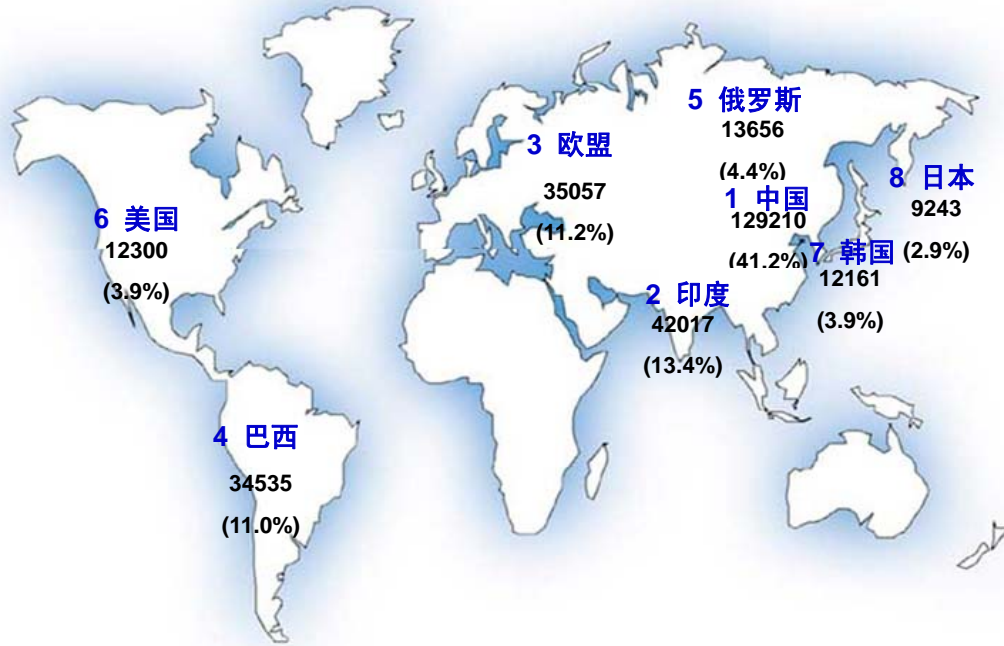 5 俄罗斯
13656
(4.4%)
3 欧盟
35057
(11.2%)
1 中国
129210
(41.2%)
8 日本
9243
(2.9%)
6 美国
12300
(3.9%)
7 韩国
12161
(3.9%)
2 印度
42017
(13.4%)
4 巴西
34535
(11.0%)